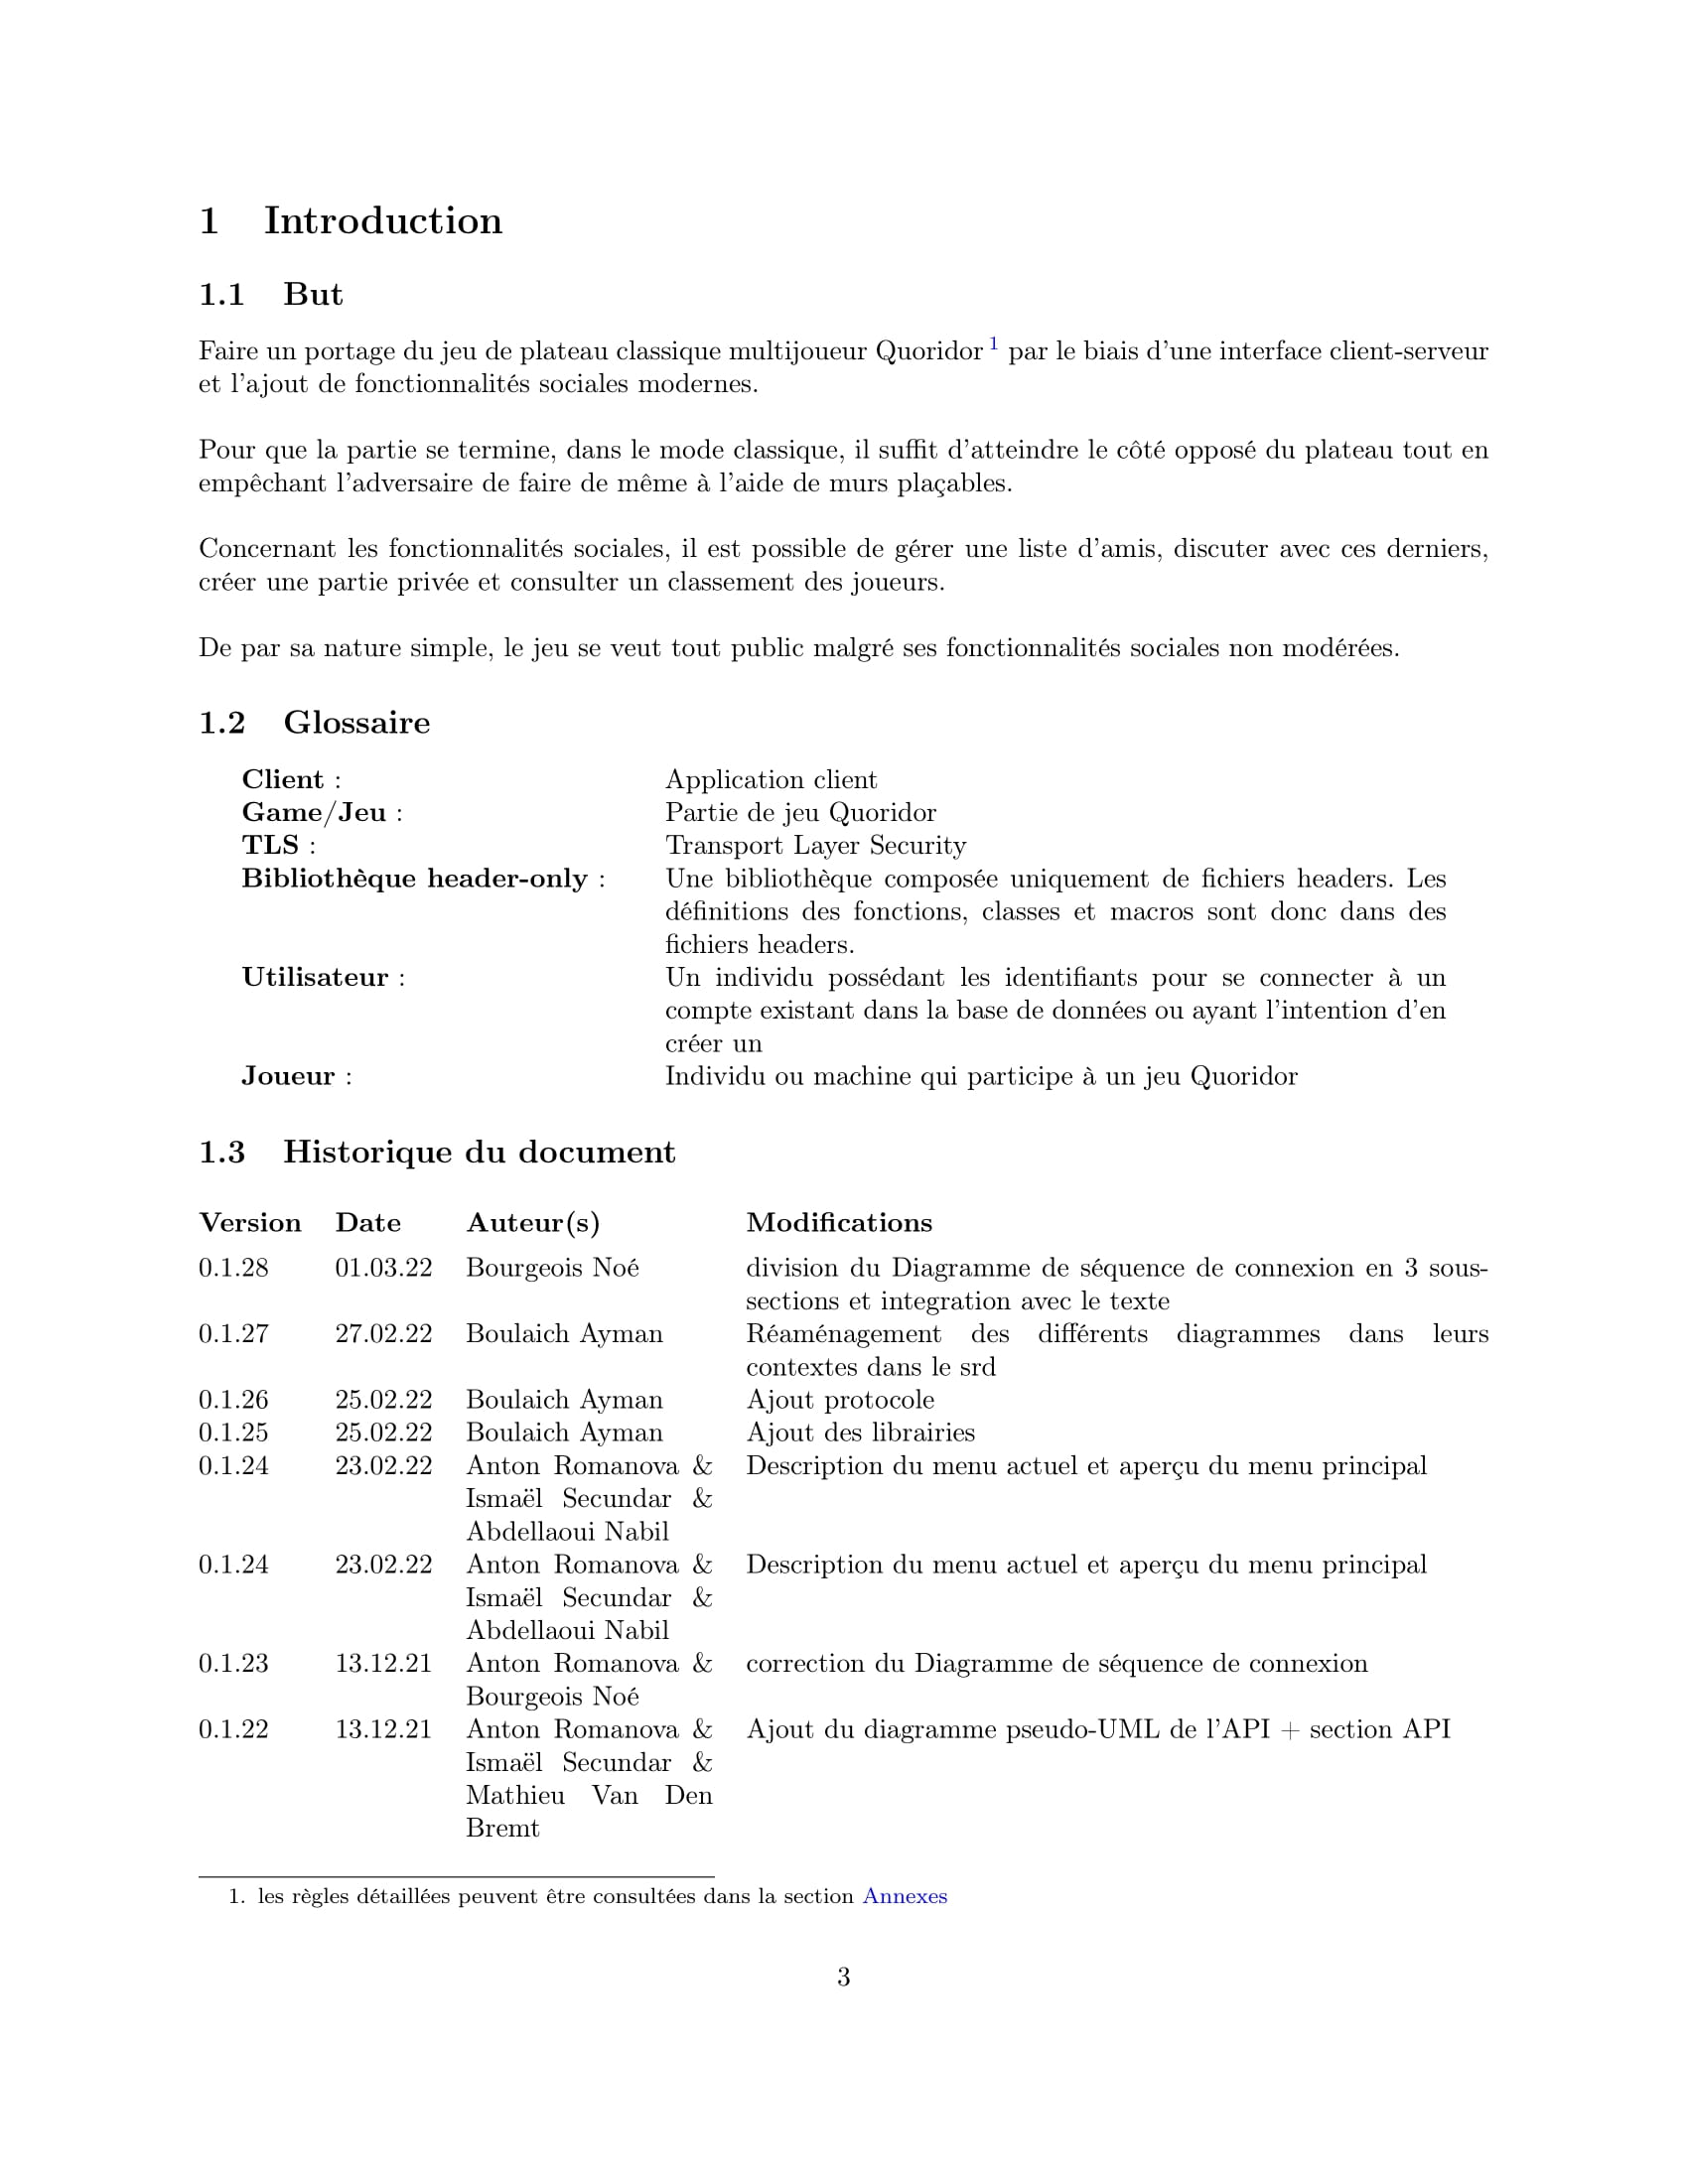 1 Introduction
1.1 But
Faire un portage du jeu de plateau classique multijoueur Quoridor 1 par le biais d'une interface client-serveur
et l'ajout de fonctionnalités sociales modernes.
Pour que la partie se termine, dans le mode classique, il suffit d'atteindre le côté opposé du plateau tout en
empêchant l'adversaire de faire de même à l'aide de murs plaçables.
Concernant les fonctionnalités sociales, il est possible de gérer une liste d'amis, discuter avec ces derniers,
créer une partie privée et consulter un classement des joueurs.
De par sa nature simple, le jeu se veut tout public malgré ses fonctionnalités sociales non modérées.
1.2 Glossaire
Client : Application client
Game/Jeu : Partie de jeu Quoridor
TLS : Transport Layer Security
Bibliothèque header-only : Une bibliothèque composée uniquement de fichiers headers. Les
définitions des fonctions, classes et macros sont donc dans des
fichiers headers.
Utilisateur : Un individu possédant les identifiants pour se connecter à un
compte existant dans la base de données ou ayant l'intention d'en
créer un
Joueur : Individu ou machine qui participe à un jeu Quoridor
1.3 Historique du document
Version Date Auteur(s) Modifications
0.1.28 01.03.22 Bourgeois Noé division du Diagramme de séquence de connexion en 3 sous-
sections et integration avec le texte
0.1.27 27.02.22 Boulaich Ayman Réaménagement des différents diagrammes dans leurs
contextes dans le srd
0.1.26 25.02.22 Boulaich Ayman Ajout protocole
0.1.25 25.02.22 Boulaich Ayman Ajout des librairies
0.1.24 23.02.22 Anton Romanova & Description du menu actuel et aperçu du menu principal
Ismaël Secundar &
Abdellaoui Nabil
0.1.24 23.02.22 Anton Romanova & Description du menu actuel et aperçu du menu principal
Ismaël Secundar &
Abdellaoui Nabil
0.1.23 13.12.21 Anton Romanova & correction du Diagramme de séquence de connexion
Bourgeois Noé
0.1.22 13.12.21 Anton Romanova & Ajout du diagramme pseudo-UML de l'API + section API
Ismaël Secundar &
Mathieu Van Den
Bremt
1. les règles détaillées peuvent être consultées dans la section Annexes
3